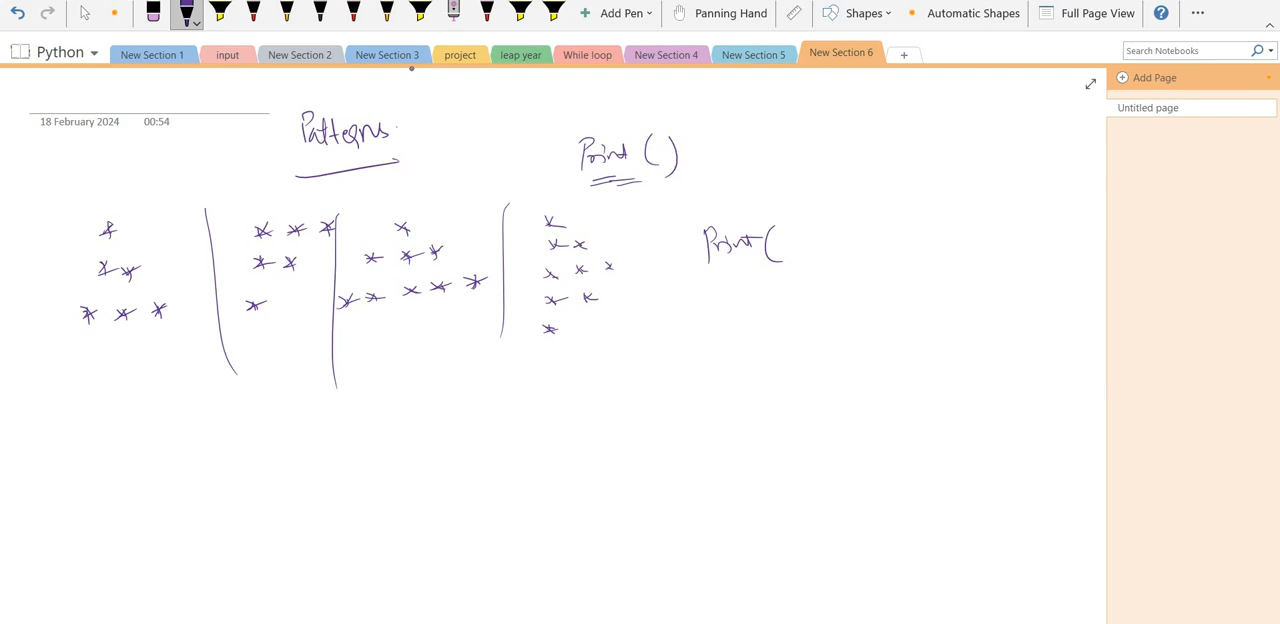 Add Pen
Panning Hand
Shapes
Automatic Shapes
Full Page View
Python
New Section 1
input
New Section 2
New Section 3
project
leap year
While loop
New Section 4
New Section 5
New Section 6
Search Notebooks
Add Page
Untitled page
18 February 2024 00:54
Patterns.
Print ( )
* * * * *
* * * * * * * * Print (
* * * * * * * * * * *
* *
*